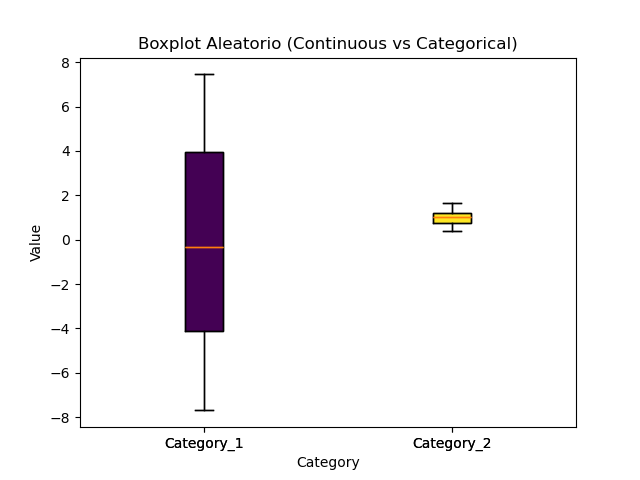 Boxplot Aleatorio (Continuous vs Categorical)
8
6
4
2
0
−2
−4
−6
−8
Value
Category_1
Category_2
Category